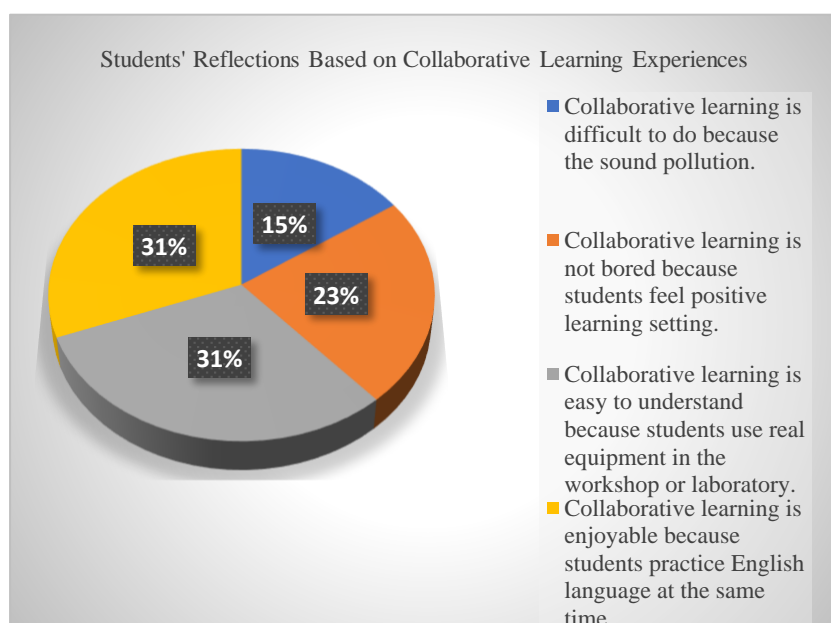 Students' Reflections Based on Collaborative Learning Experiences
Collaborative learning is
difficult to do because
the sound pollution.
Collaborative learning is
not bored because
students feel positive
learning setting.
Collaborative learning is
easy to understand
because students use real
equipment in the
workshop or laboratory.
Collaborative learning is
enjoyable because
students practice English
language at the same
time.
15%
23%
31%
31%